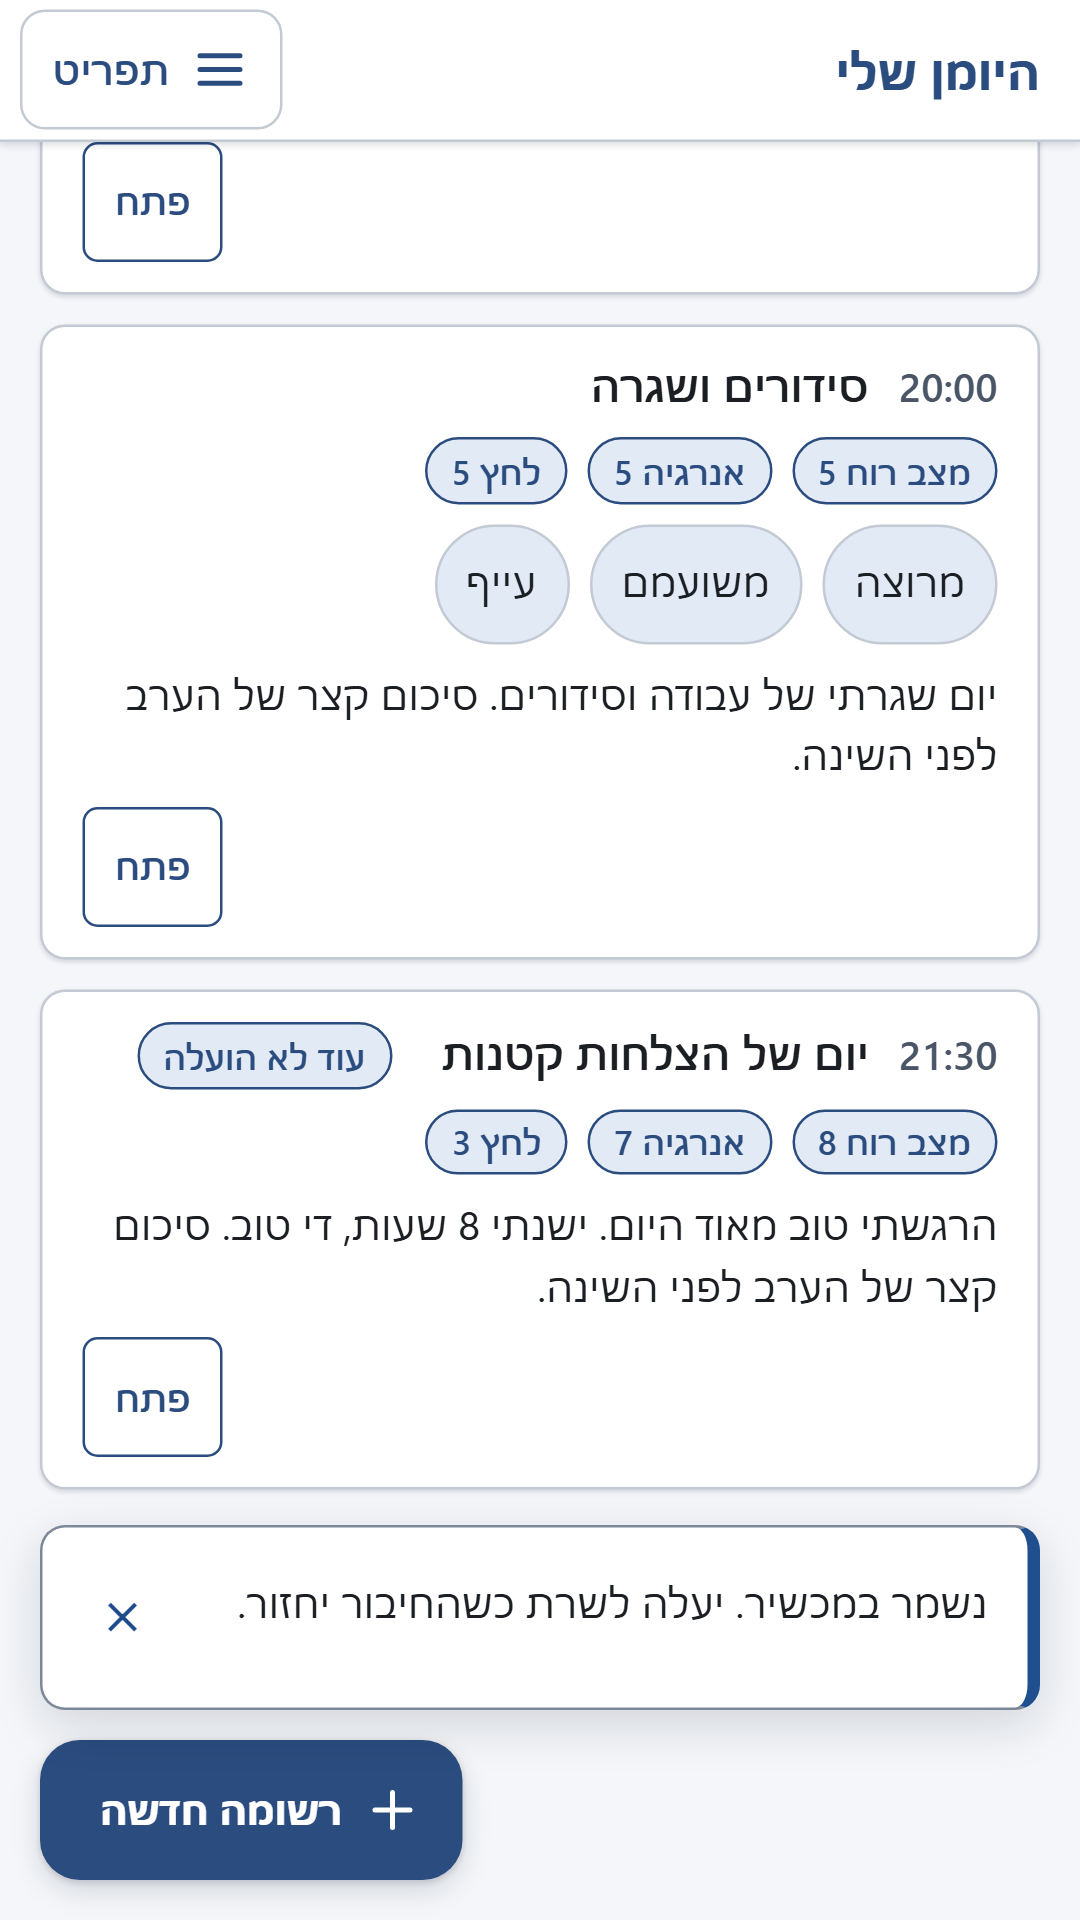 היומן שלי
תפריט
פתח
20:00 סידורים ושגרה
מצב רוח 5 אנרגיה 5 לחץ 5
מרוצה משועמם עייף
יום שגרתי של עבודה וסידורים. סיכום קצר של הערב
לפני השינה.
פתח
21:30 יום של הצלחות קטנות עוד לא הועלה
מצב רוח 8 אנרגיה 7 לחץ 3
הרגשתי טוב מאוד היום. ישנתי 8 שעות, די טוב. סיכום
קצר של הערב לפני השינה.
פתח
נשמר במכשיר. יעלה לשרת כשהחיבור יחזור.
רשומה חדשה